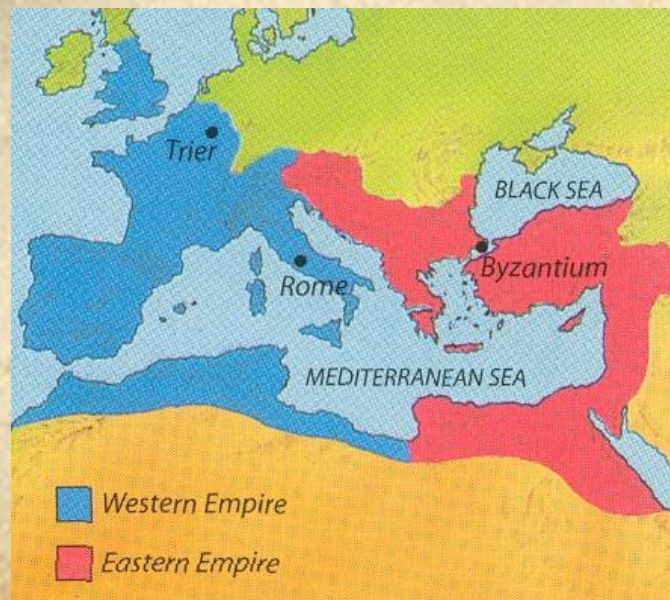 Trier
BLACK SEA
Byzantium
Rome
MEDITERRANEAN SEA
Western Empire
Eastern Empire